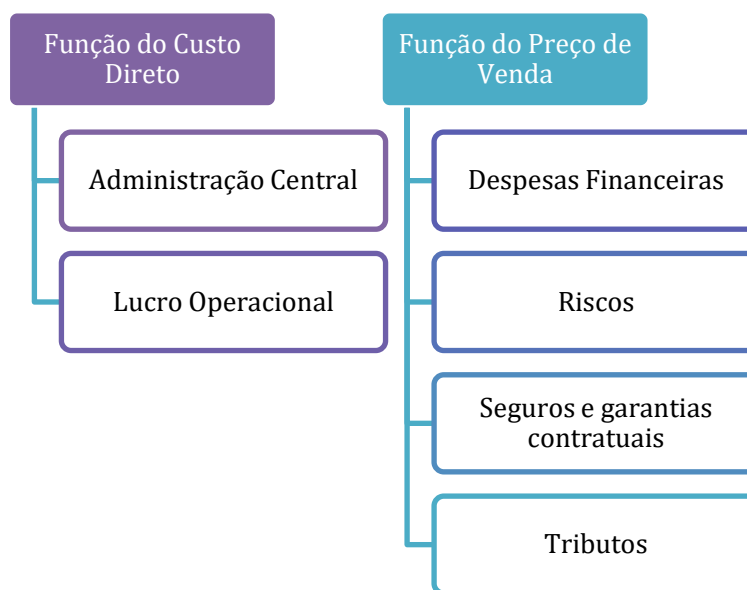 Função do Custo
Direto
Administração Central
Lucro Operacional
Função do Preço de
Venda
Despesas Financeiras
Riscos
Seguros e garantias
contratuais
Tributos